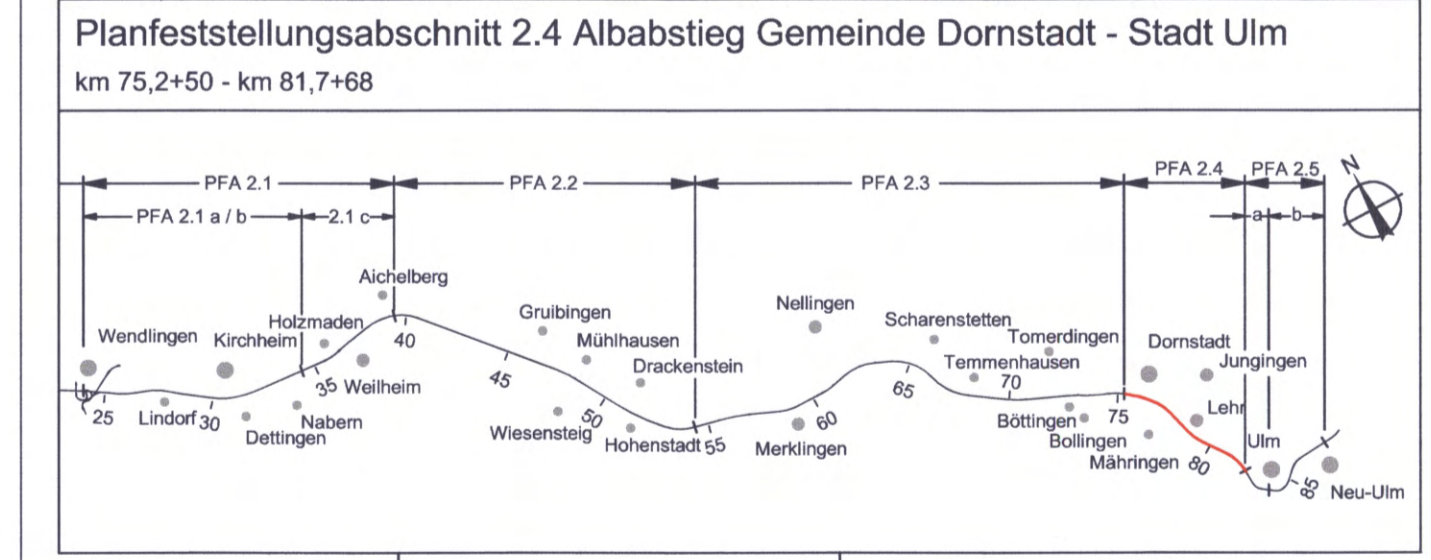 Planfeststellungsabschnitt 2.4 Albabstieg Gemeinde Dornstadt - Stadt Ulm
km 75,2+50 - km 81,7+68
PFA 2.1
PFA 2.2
PFA 2.3
PFA 2.4
PFA 2.5
N
PFA 2.1 a / b
2.1 c
a
b
Aichelberg
Wendlingen
Kirchheim
Holzmaden
40
35
Weilheim
25
Lindorf
30
Dettingen
Nabern
Gruibingen
Mühlhausen
Drackenstein
45
50
Wiesensteig
Hohenstadt
55
Nellingen
Merklingen
60
Scharenstetten
Tomerdingen
Temmenhausen
65
70
Böttingen
75
Bollingen
Mähringen
80
Dornstadt
Jungingen
Lehr
Ulm
85
Neu-Ulm